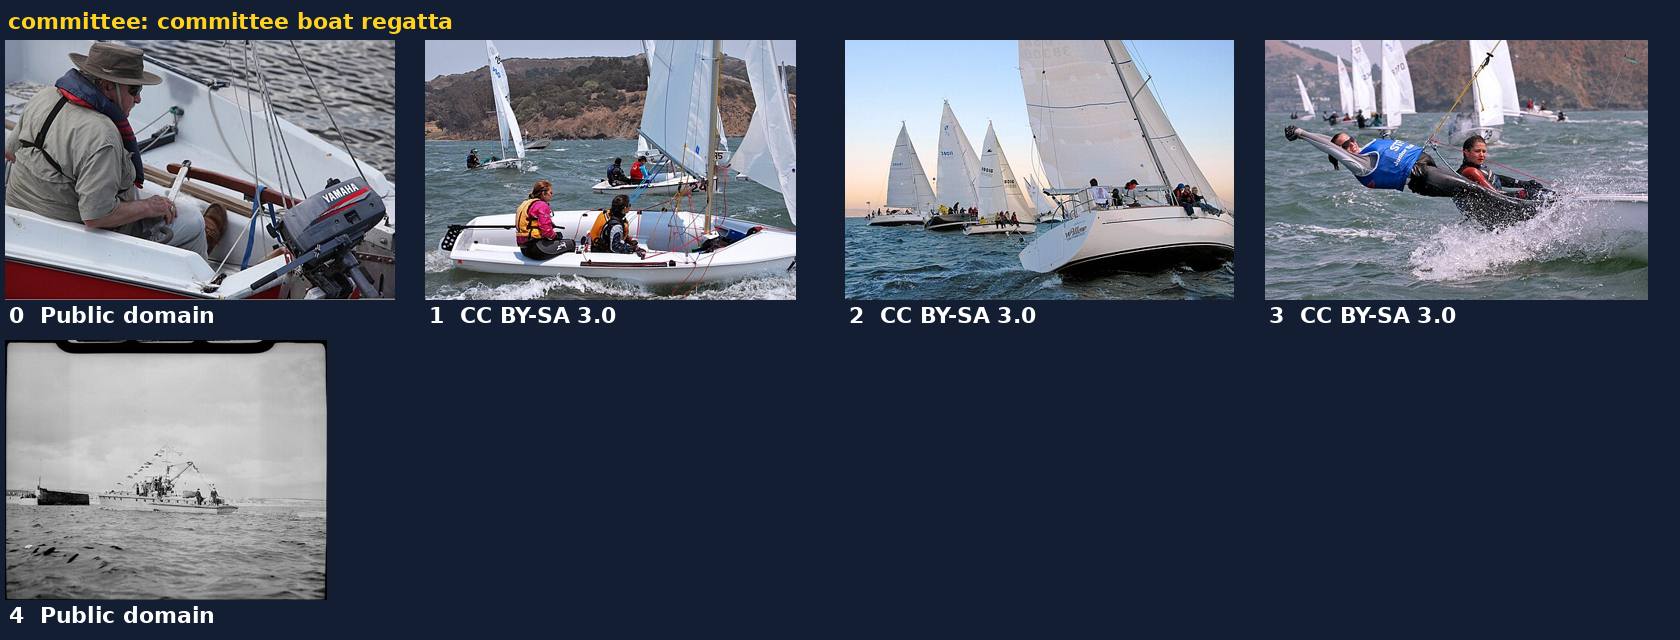 committee: committee boat regatta
YAMAHA
0 Public domain
1 CC BY-SA 3.0
2 CC BY-SA 3.0
3 CC BY-SA 3.0
4 Public domain